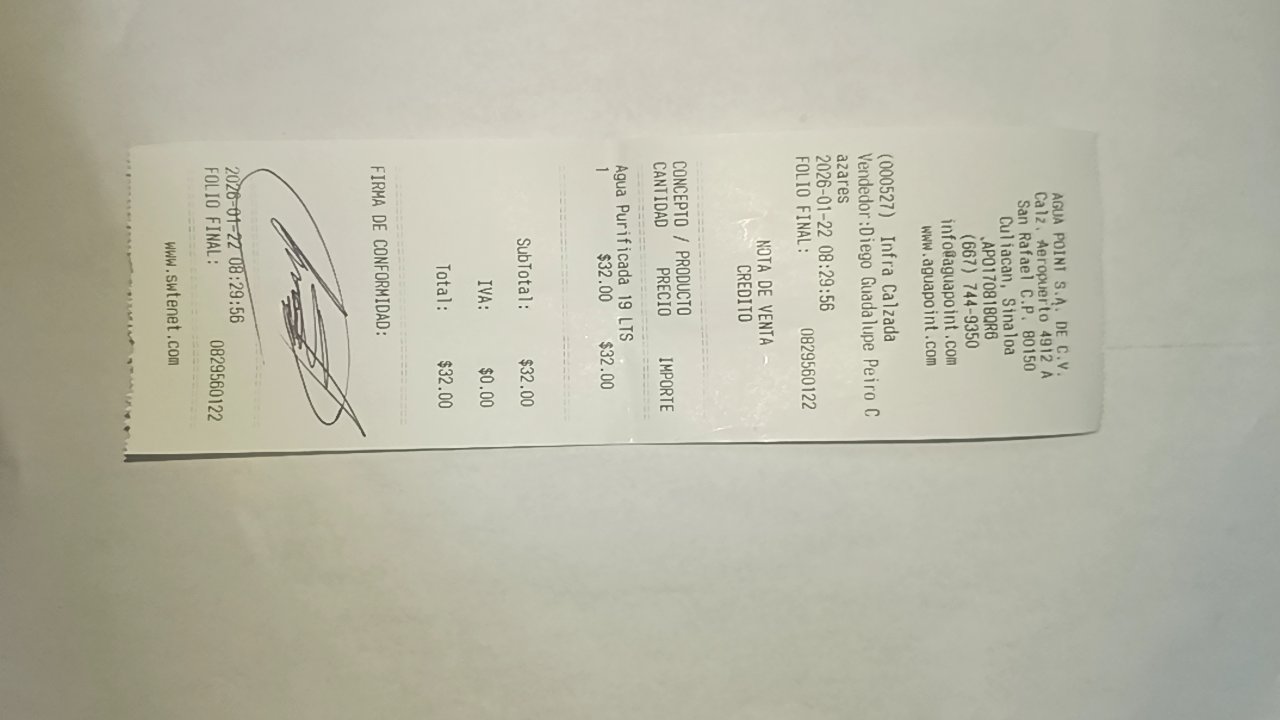 AGUA POINT S.A. DE C.V.
Calz. Aeropuerto 4912 A
San Rafael C.P. 80150
Culiacan, Sinaloa
.APO170818QR6
(667) 744-9350
info@aguapoint.com
www.aguapoint.com
(000527) Infra Calzada
Vendedor:Diego Guadalupe Peiro C
azares
2026-01-22 08:29:56
FOLIO FINAL: 0829560122
NOTA DE VENTA -
CREDITO
CONCEPTO / PRODUCTO
CANTIDAD PRECIO IMPORTE
Agua Purificada 19 LTS
1 $32.00 $32.00
SubTotal: $32.00
IVA: $0.00
Total: $32.00
FIRMA DE CONFORMIDAD:
2026-01-22 08:29:56
FOLIO FINAL: 0829560122
www.swtenet.com